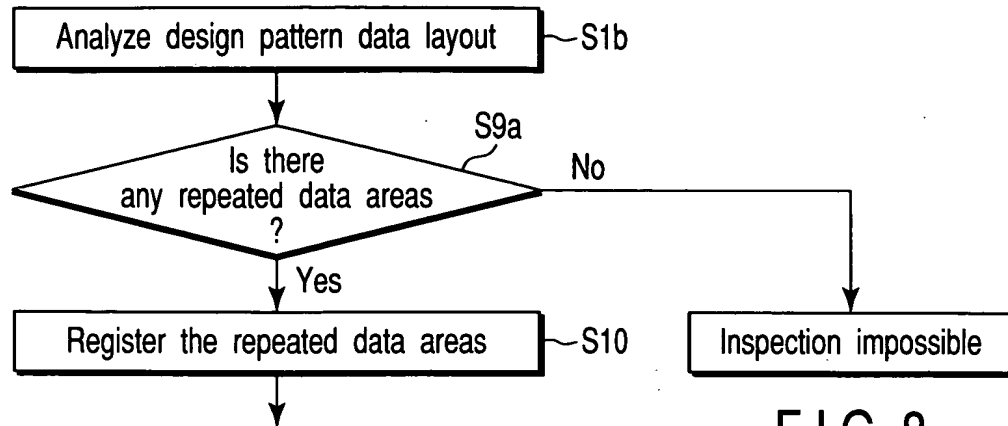 Analyze design pattern data layout
S1b
S9a
Is there
any repeated data areas
?
No
Yes
Register the repeated data areas
S10
Inspection impossible